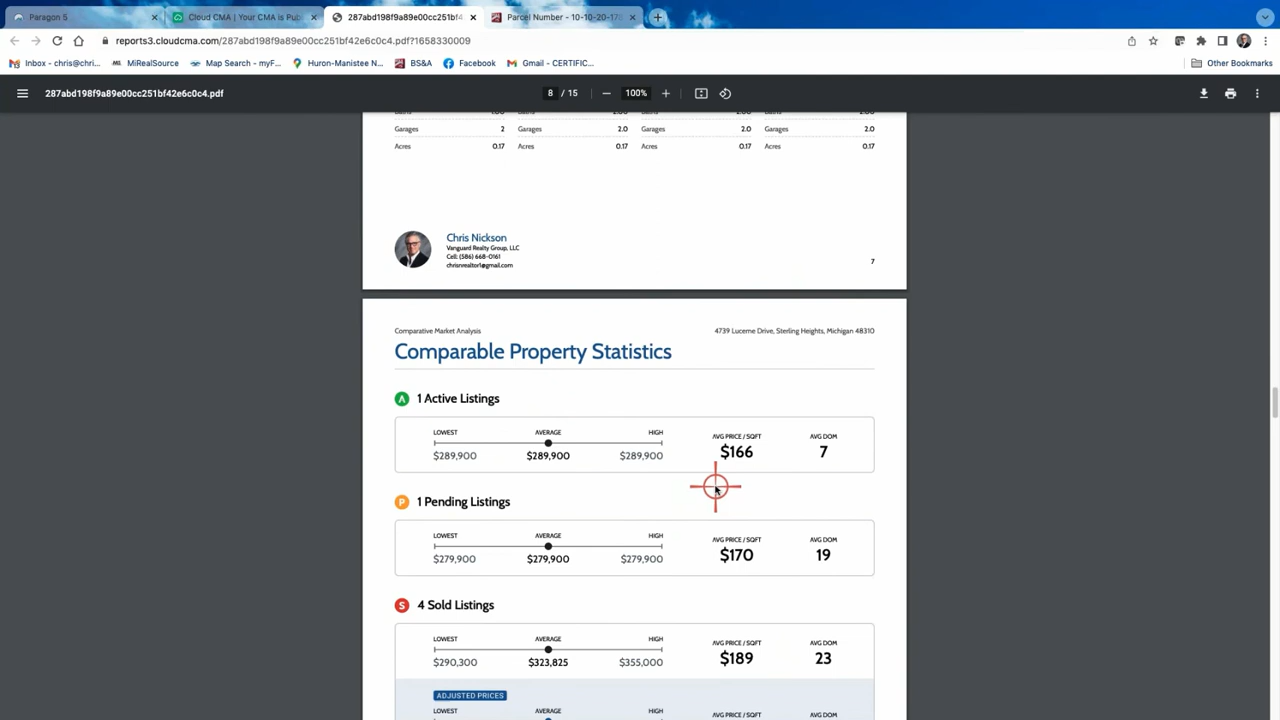 Paragon 5
Cloud CMA | Your CMA is Publ
287abd198f9a89e00cc251bf42e6
Parcel Number - 10-10-20-178
reports3.cloudcma.com/287abd198f9a89e00cc251bf42e6c0c4.pdf?1658330009
Inbox - chris@chri...
MiRealSource
Map Search - myF...
Huron-Manistee N...
BS&A
Facebook
Gmail - CERTIFIC...
Other Bookmarks
287abd198f9a89e00cc251bf42e6c0c4.pdf
8 / 15
100%
Garages 2 Garages 2.0 Garages 2.0 Garages 2.0
Acres 0.17 Acres 0.17 Acres 0.17 Acres 0.17
Chris Nickson
Vanguard Realty Group, LLC
Cell: (586) 668-0161
chrisnrealtor1@gmail.com
7
Comparative Market Analysis
4739 Lucerne Drive, Sterling Heights, Michigan 48310
Comparable Property Statistics
A 1 Active Listings
LOWEST AVERAGE HIGH AVG PRICE / SQFT AVG DOM
$289,900 $289,900 $289,900 $166 7
P 1 Pending Listings
LOWEST AVERAGE HIGH AVG PRICE / SQFT AVG DOM
$279,900 $279,900 $279,900 $170 19
S 4 Sold Listings
LOWEST AVERAGE HIGH AVG PRICE / SQFT AVG DOM
$290,300 $323,825 $355,000 $189 23
ADJUSTED PRICES
LOWEST AVERAGE HIGH AVG PRICE / SQFT AVG DOM